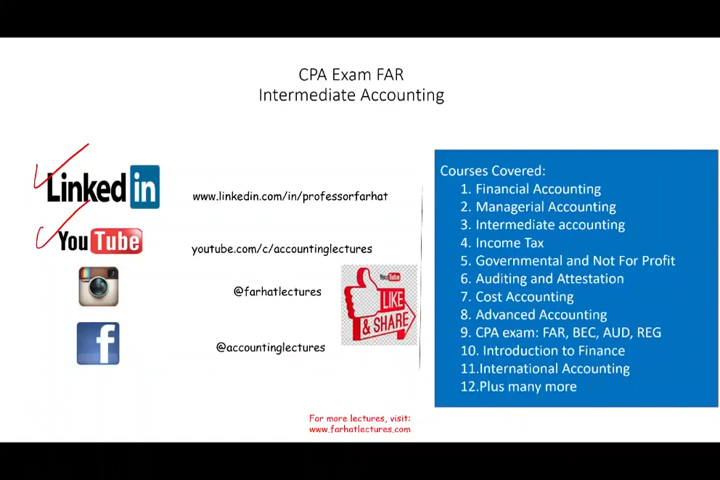 CPA Exam FAR
Intermediate Accounting
Linked in
www.linkedin.com/in/professorfarhat
YouTube
youtube.com/c/accountinglectures
@farhatlectures
YouTube
LIKE
& SHARE
f
@accountinglectures
Courses Covered:
1. Financial Accounting
2. Managerial Accounting
3. Intermediate accounting
4. Income Tax
5. Governmental and Not For Profit
6. Auditing and Attestation
7. Cost Accounting
8. Advanced Accounting
9. CPA exam: FAR, BEC, AUD, REG
10. Introduction to Finance
11.International Accounting
12.Plus many more
For more lectures, visit:
www.farhatlectures.com